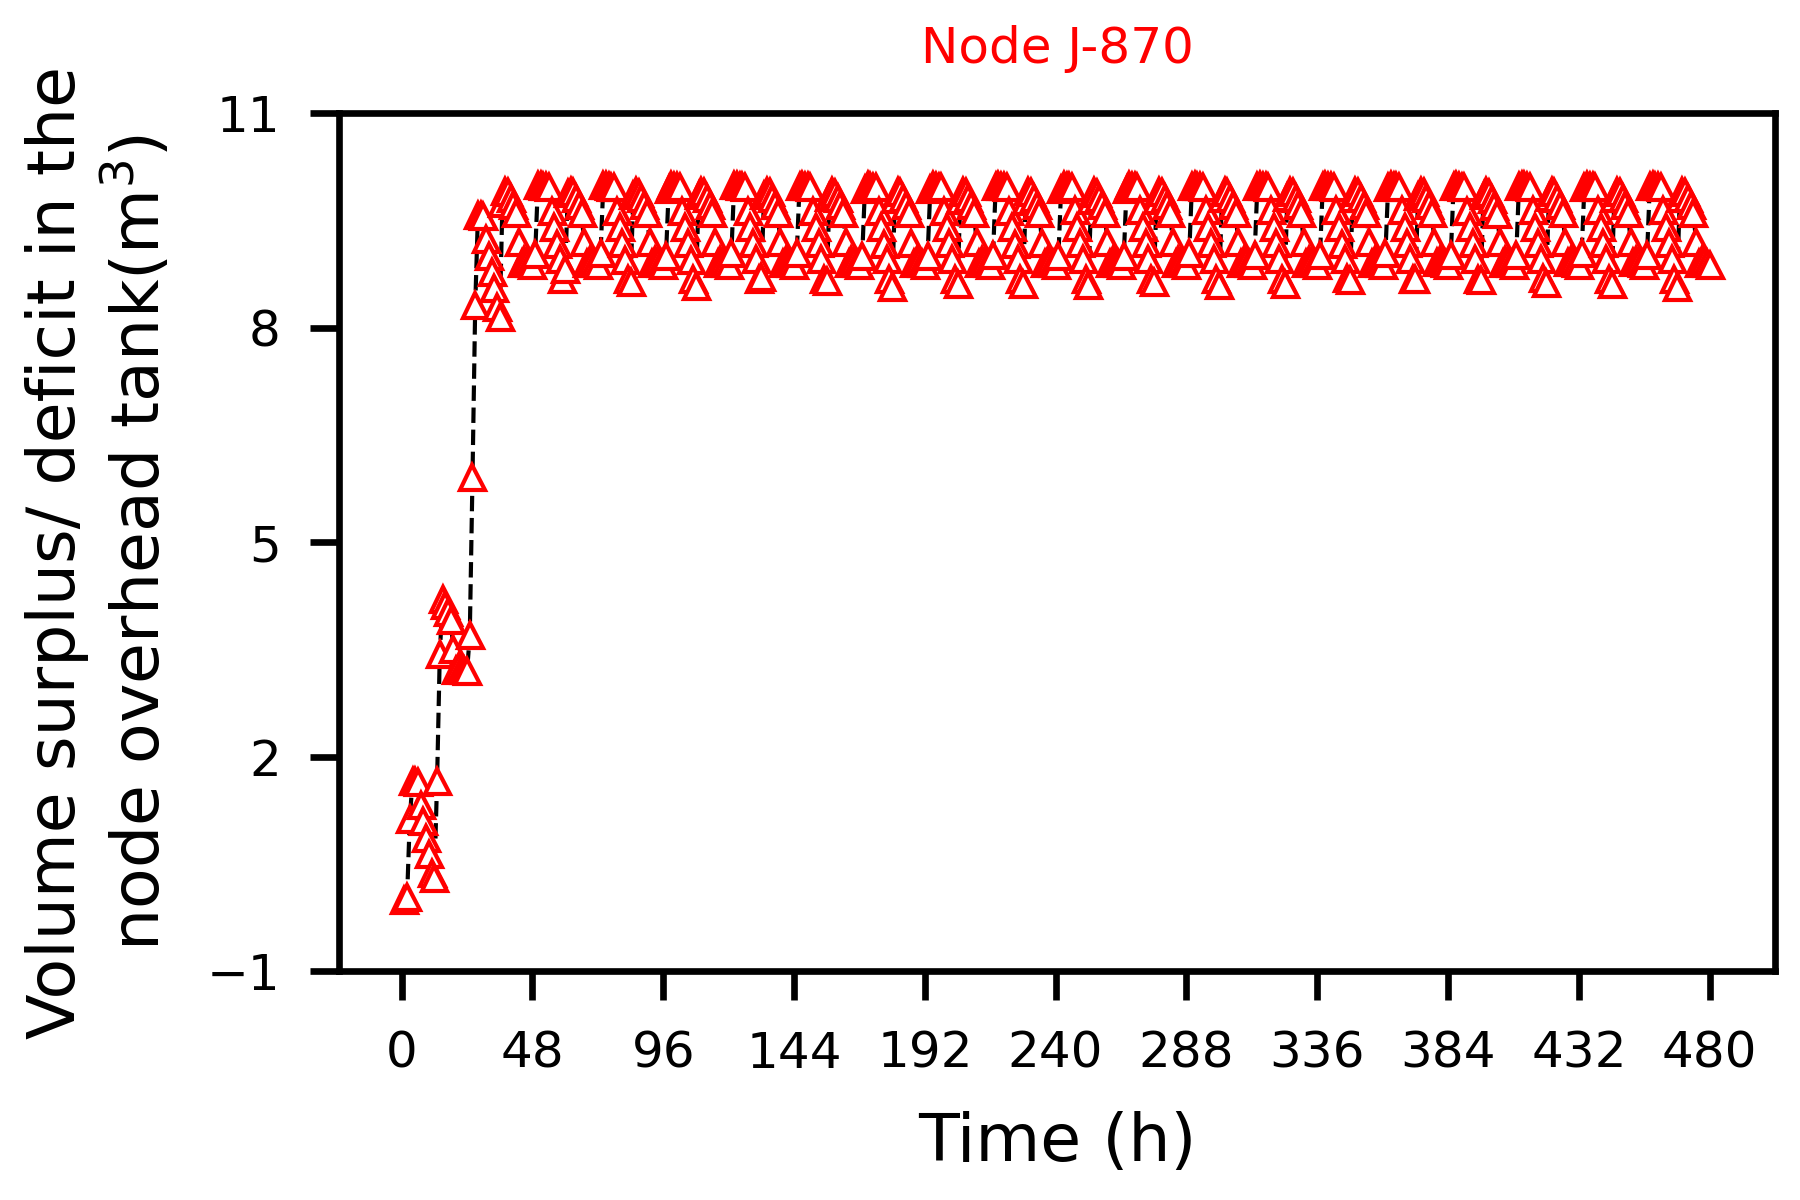 Node J-870
Volume surplus/ deficit in the
node overhead tank(m³)
11
8
5
2
−1
0 48 96 144 192 240 288 336 384 432 480
Time (h)